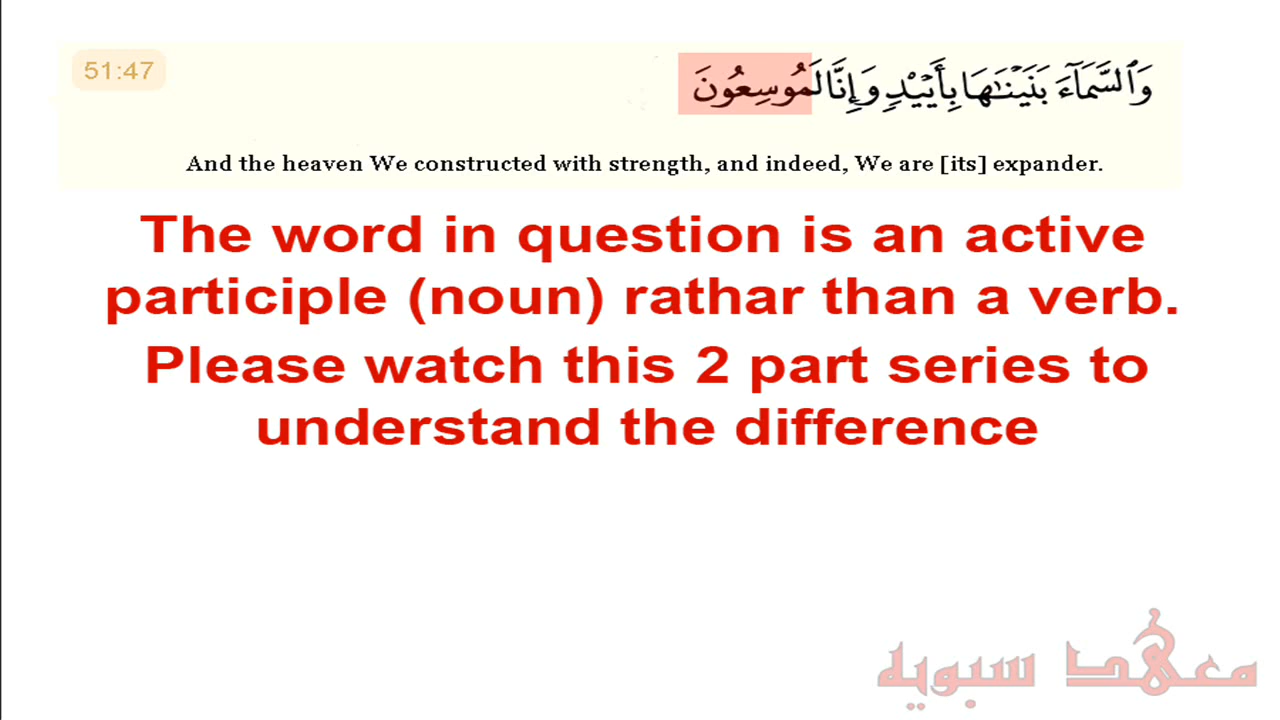 51:47
وَٱلسَّمَآءَ بَنَيْنَٰهَا بِأَيْي۟دٍ وَإِنَّا لَمُوسِعُونَ
And the heaven We constructed with strength, and indeed, We are [its] expander.
The word in question is an active
participle (noun) rathar than a verb.
Please watch this 2 part series to
understand the difference
معهد سبويه